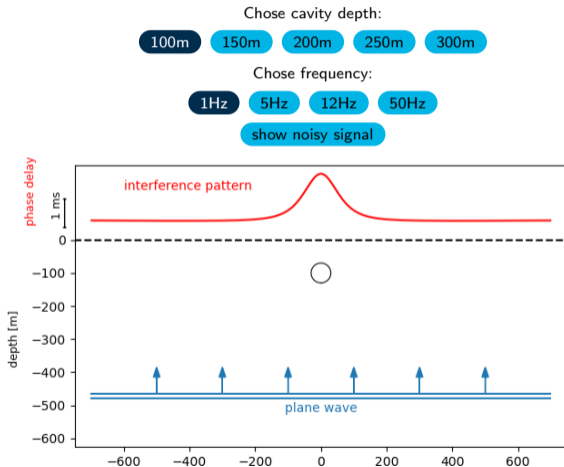 Chose cavity depth:
100m 150m 200m 250m 300m
Chose frequency:
1Hz 5Hz 12Hz 50Hz
show noisy signal
phase delay
1 ms
interference pattern
0
−100
−200
−300
−400
−500
−600
depth [m]
plane wave
−600 −400 −200 0 200 400 600